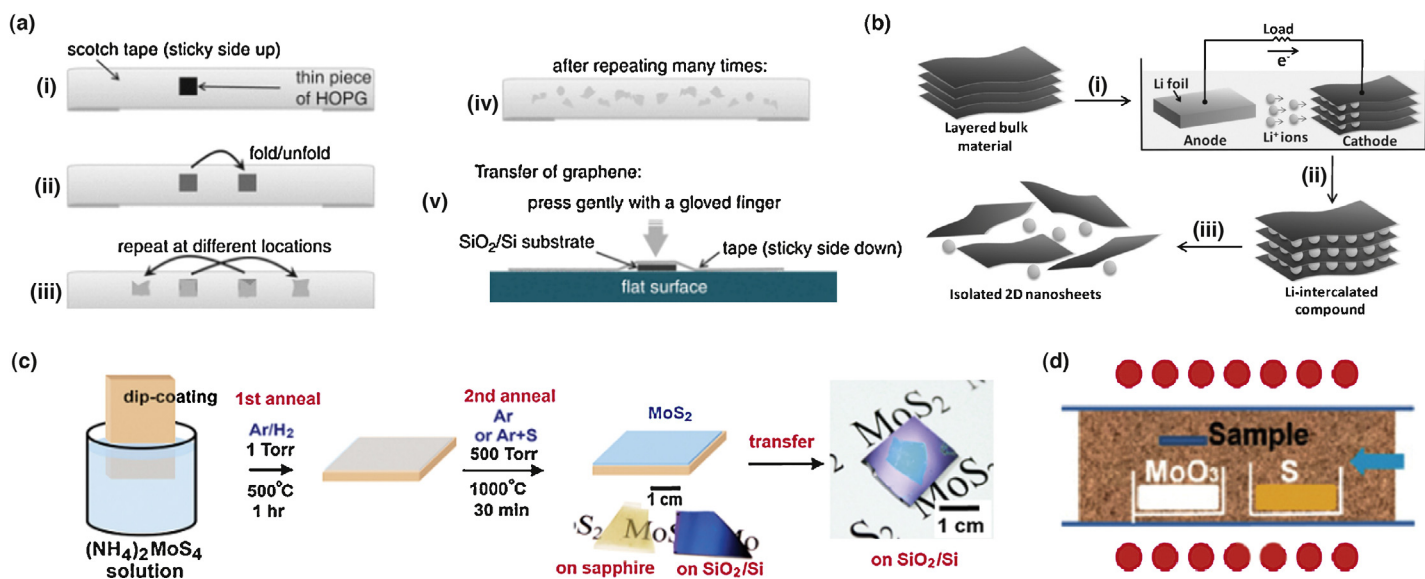 (a)
scotch tape (sticky side up)
(i)
thin piece
of HOPG
(ii)
fold/unfold
repeat at different locations
(iii)
after repeating many times:
(iv)
Transfer of graphene:
(v)
press gently with a gloved finger
SiO₂/Si substrate
tape (sticky side down)
flat surface
(b)
Layered bulk
material
(i)
Load
e⁻
Li foil
Anode
Li⁺ ions
Cathode
(ii)
Li-intercalated
compound
(iii)
Isolated 2D nanosheets
(c)
dip-coating
(NH₄)₂MoS₄
solution
1st anneal
Ar/H₂
1 Torr
500°C
1 hr
2nd anneal
Ar
or Ar+S
500 Torr
1000°C
30 min
MoS₂
1 cm
oS₂
MoS
Mo
on sapphire
on SiO₂/Si
transfer
MoS₂
MoS₂
1 cm
on SiO₂/Si
(d)
Sample
MoO₃
S